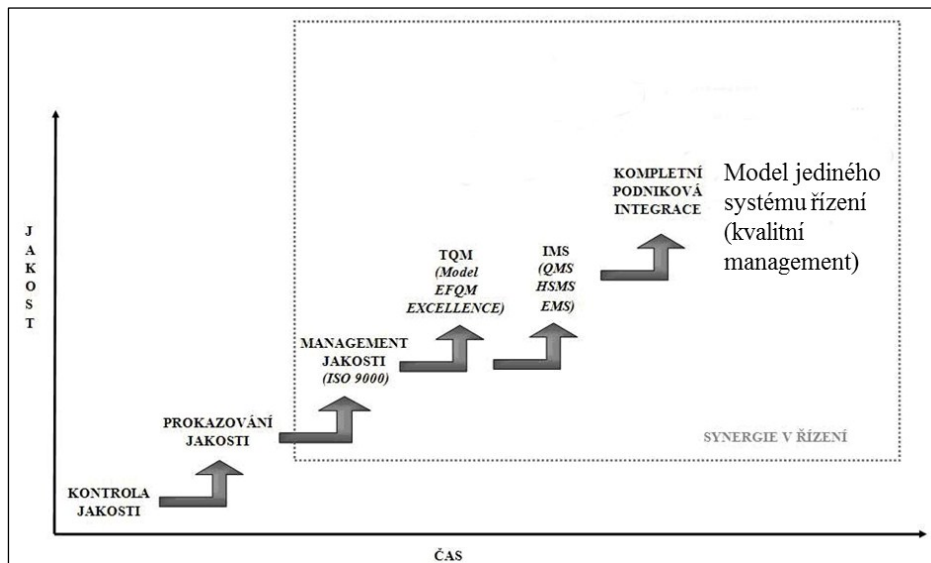 KOMPLETNÍ
PODNIKOVÁ
INTEGRACE
Model jediného
systému řízení
(kvalitní
management)
TQM
(Model
EFQM
EXCELLENCE)
IMS
(QMS
HSMS
EMS)
MANAGEMENT
JAKOSTI
(ISO 9000)
PROKAZOVÁNÍ
JAKOSTI
SYNERGIE V ŘÍZENÍ
KONTROLA
JAKOSTI
JAKOST
ČAS